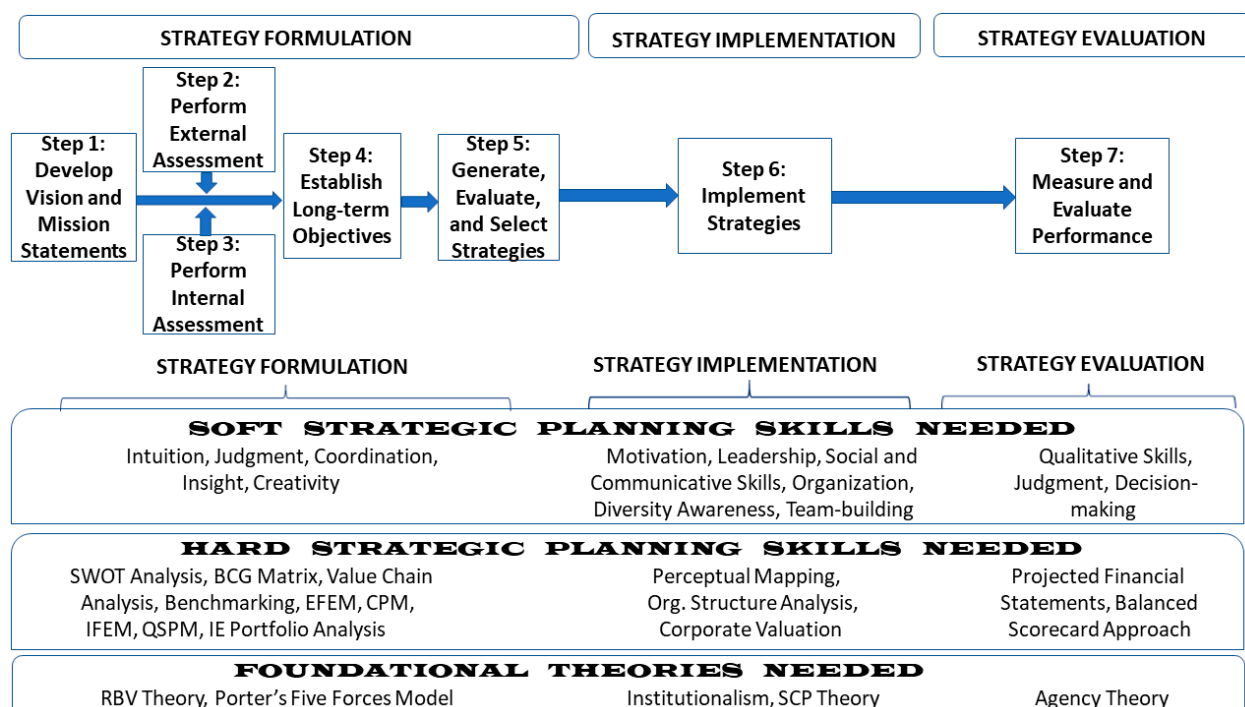 STRATEGY FORMULATION
STRATEGY IMPLEMENTATION
STRATEGY EVALUATION
Step 1:
Develop
Vision and
Mission
Statements
Step 2:
Perform
External
Assessment
Step 3:
Perform
Internal
Assessment
Step 4:
Establish
Long-term
Objectives
Step 5:
Generate,
Evaluate,
and Select
Strategies
Step 6:
Implement
Strategies
Step 7:
Measure and
Evaluate
Performance
STRATEGY FORMULATION
STRATEGY IMPLEMENTATION
STRATEGY EVALUATION
SOFT STRATEGIC PLANNING SKILLS NEEDED
Intuition, Judgment, Coordination,
Insight, Creativity
Motivation, Leadership, Social and
Communicative Skills, Organization,
Diversity Awareness, Team-building
Qualitative Skills,
Judgment, Decision-
making
HARD STRATEGIC PLANNING SKILLS NEEDED
SWOT Analysis, BCG Matrix, Value Chain
Analysis, Benchmarking, EFEM, CPM,
IFEM, QSPM, IE Portfolio Analysis
Perceptual Mapping,
Org. Structure Analysis,
Corporate Valuation
Projected Financial
Statements, Balanced
Scorecard Approach
FOUNDATIONAL THEORIES NEEDED
RBV Theory, Porter's Five Forces Model
Institutionalism, SCP Theory
Agency Theory